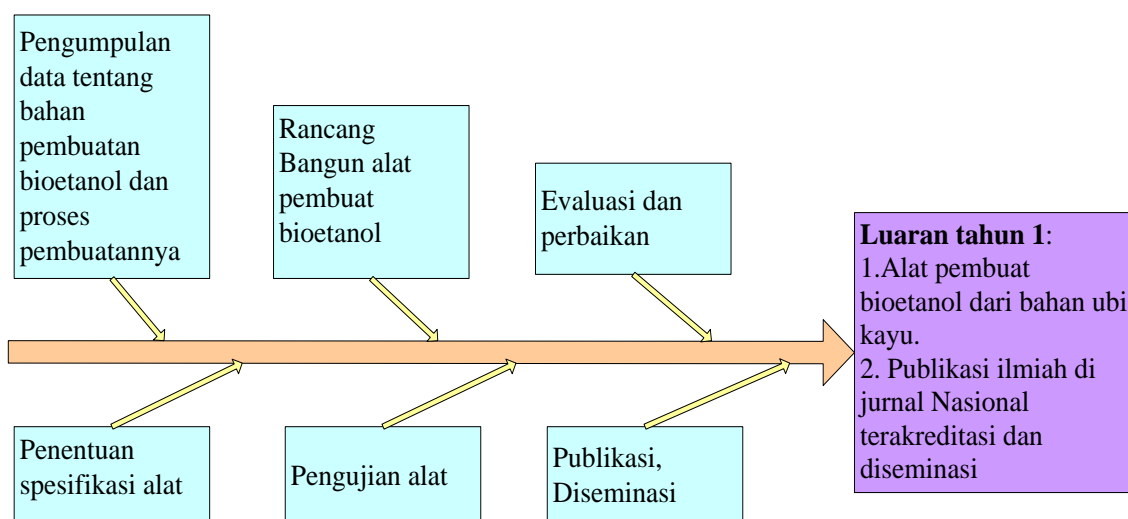 Pengumpulan
data tentang
bahan
pembuatan
bioetanol dan
proses
pembuatannya
Rancang
Bangun alat
pembuat
bioetanol
Evaluasi dan
perbaikan
Luaran tahun 1:
1.Alat pembuat
bioetanol dari bahan ubi
kayu.
2. Publikasi ilmiah di
jurnal Nasional
terakreditasi dan
diseminasi
Penentuan
spesifikasi alat
Pengujian alat
Publikasi,
Diseminasi